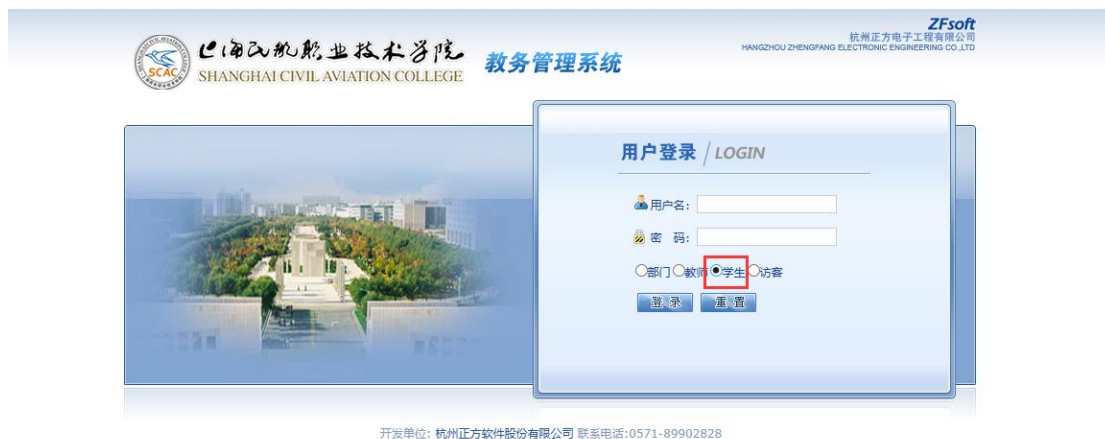 ZFsoft
杭州正方电子工程有限公司
HANGZHOU ZHENGFANG ELECTRONIC ENGINEERING CO.,LTD
SCAC
上海民航职业技术学院
SHANGHAI CIVIL AVIATION COLLEGE
教务管理系统
用户登录 / LOGIN
用户名:
密 码:
部门 教师 学生 访客
登 录 重 置
开发单位: 杭州正方软件股份有限公司 联系电话:0571-89902828